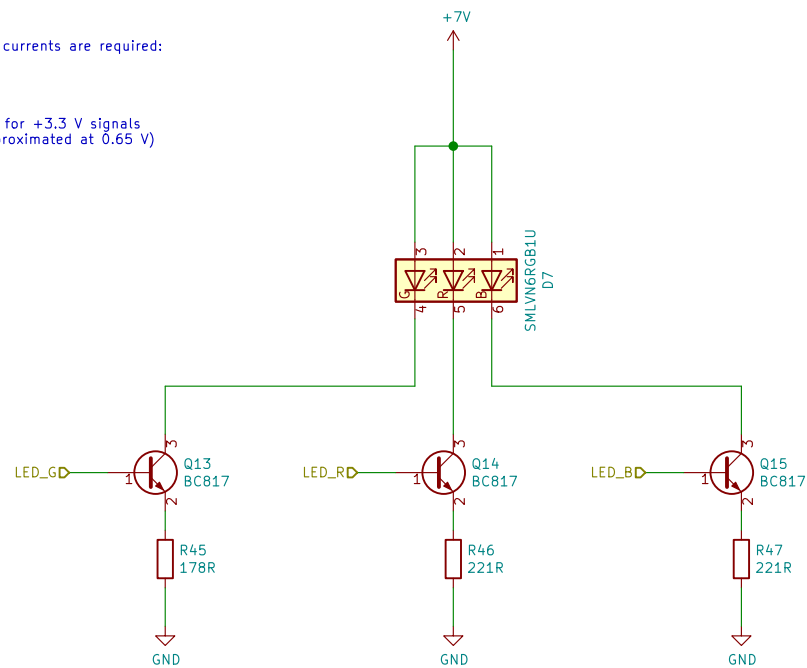 +7V
currents are required:
for +3.3 V signals
roximated at 0.65 V)
3
2
1
SMLVN6RGB1U
D7
G
R
B
4
5
6
3
3
3
LED_G
1
Q13
BC817
LED_R
1
Q14
BC817
LED_B
1
Q15
BC817
2
2
2
R45
178R
R46
221R
R47
221R
GND
GND
GND